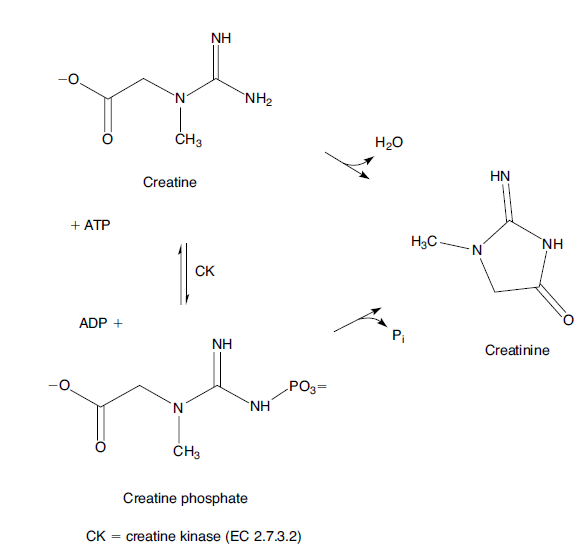 NH
−O
N
NH₂
O
CH₃
Creatine
H₂O
+ ATP
HN
H₃C
N
NH
O
Creatinine
CK
ADP +
NH
Pᵢ
−O
PO₃=
N
NH
O
CH₃
Creatine phosphate
CK = creatine kinase (EC 2.7.3.2)